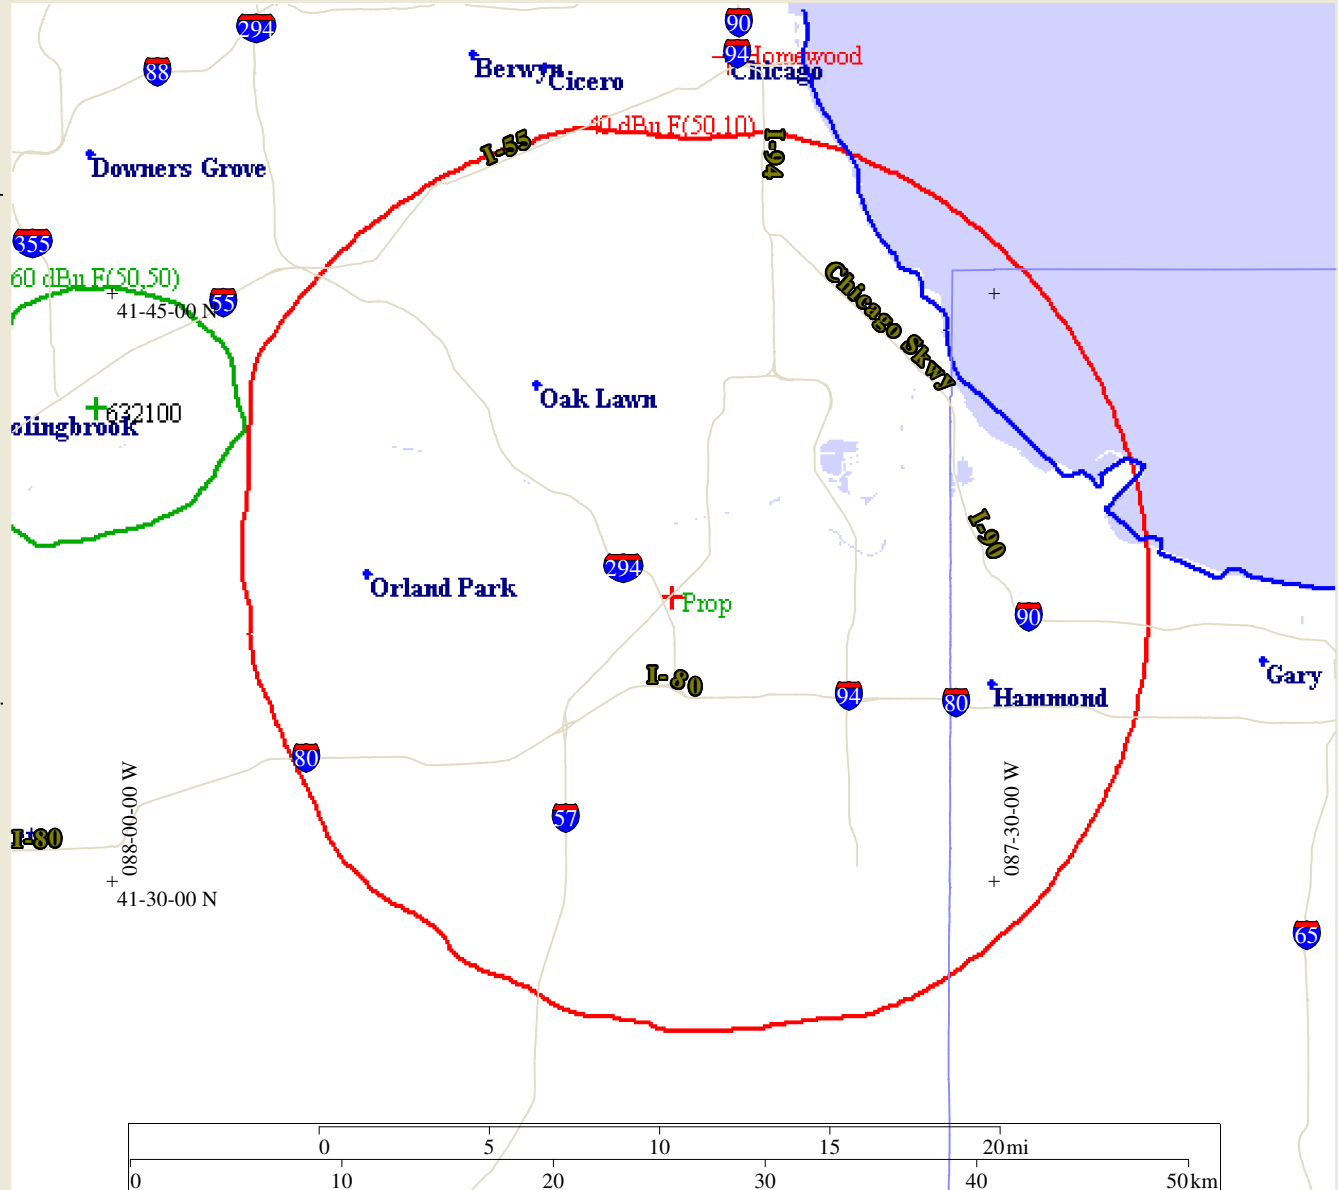 294
90
94
Homewood
88
Berwyn
Cicero
Chicago
40 dBu F(50,10)
I-55
I-94
Downers Grove
355
60 dBu F(50,50)
55
41-45-00 N
Chicago Skwy
632100
Oak Lawn
I-90
294
Orland Park
Prop
90
I-80
94
80
Hammond
Gary
80
088-00-00 W
087-30-00 W
57
I-80
41-30-00 N
65
0 5 10 15 20mi
0 10 20 30 40 50km